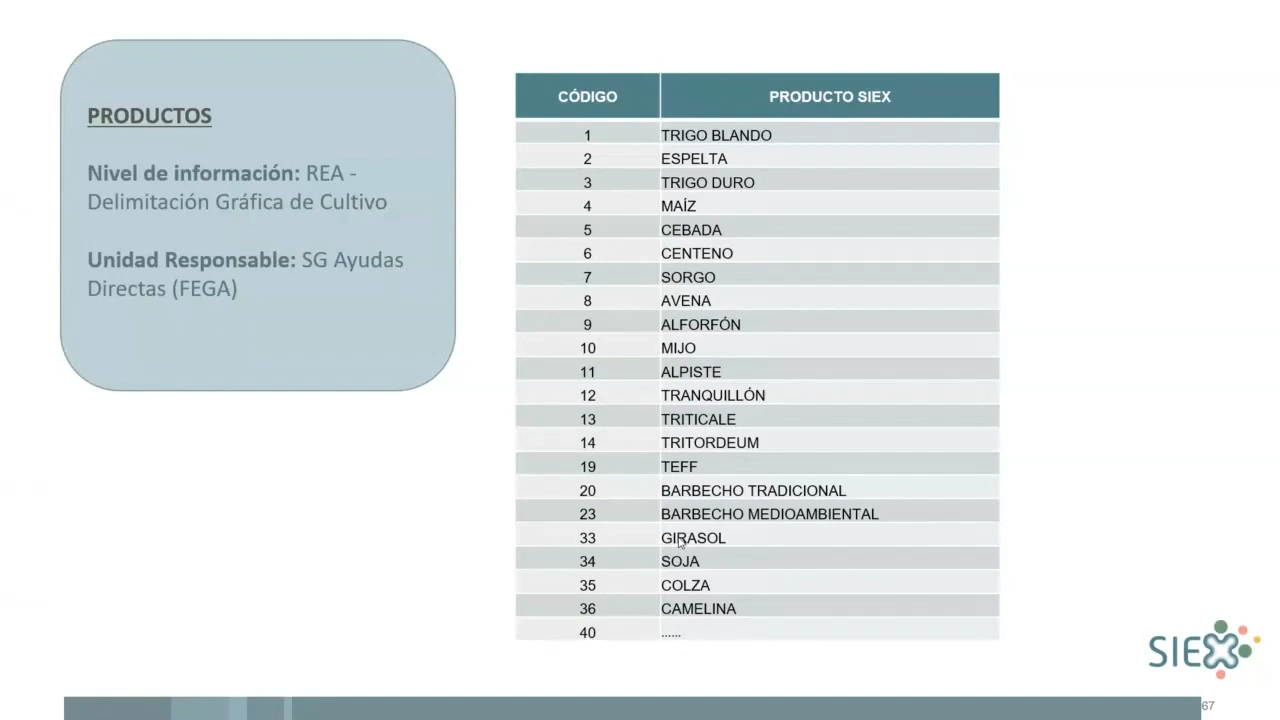 PRODUCTOS
Nivel de información: REA -
Delimitación Gráfica de Cultivo
Unidad Responsable: SG Ayudas
Directas (FEGA)
CÓDIGO PRODUCTO SIEX
1 TRIGO BLANDO
2 ESPELTA
3 TRIGO DURO
4 MAÍZ
5 CEBADA
6 CENTENO
7 SORGO
8 AVENA
9 ALFORFÓN
10 MIJO
11 ALPISTE
12 TRANQUILLÓN
13 TRITICALE
14 TRITORDEUM
19 TEFF
20 BARBECHO TRADICIONAL
23 BARBECHO MEDIOAMBIENTAL
33 GIRASOL
34 SOJA
35 COLZA
36 CAMELINA
40 ......
SIEX
67